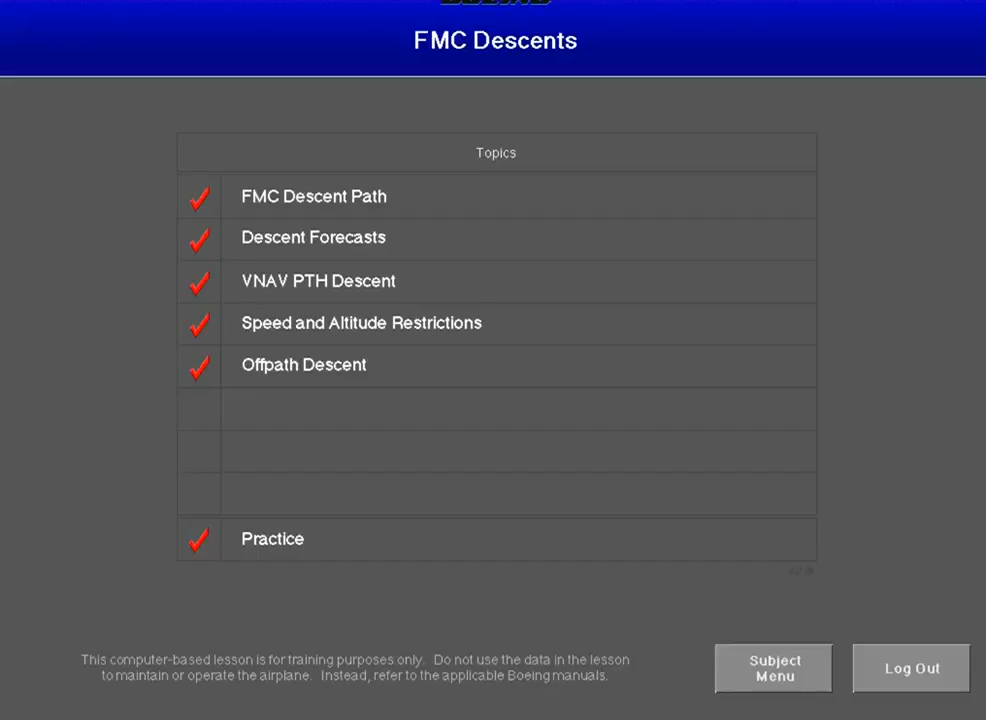 FMC Descents
Topics
FMC Descent Path
Descent Forecasts
VNAV PTH Descent
Speed and Altitude Restrictions
Offpath Descent
Practice
This computer-based lesson is for training purposes only. Do not use the data in the lesson
to maintain or operate the airplane. Instead, refer to the applicable Boeing manuals.
Subject
Menu
Log Out